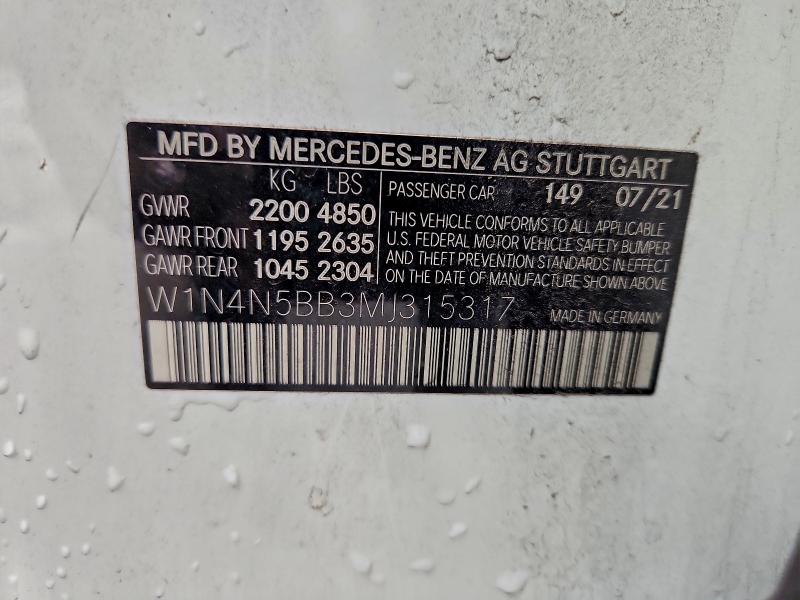 MFD BY MERCEDES-BENZ AG STUTTGART
KG LBS
GVWR 2200 4850
GAWR FRONT 1195 2635
GAWR REAR 1045 2304
PASSENGER CAR 149 07/21
THIS VEHICLE CONFORMS TO ALL APPLICABLE
U.S. FEDERAL MOTOR VEHICLE SAFETY, BUMPER
AND THEFT PREVENTION STANDARDS IN EFFECT
ON THE DATE OF MANUFACTURE SHOWN ABOVE
W1N4N5BB3MJ315317
MADE IN GERMANY